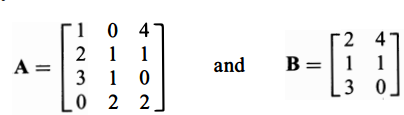 A = [1 0 4
2 1 1
3 1 0
0 2 2] and B = [2 4
1 1
3 0]